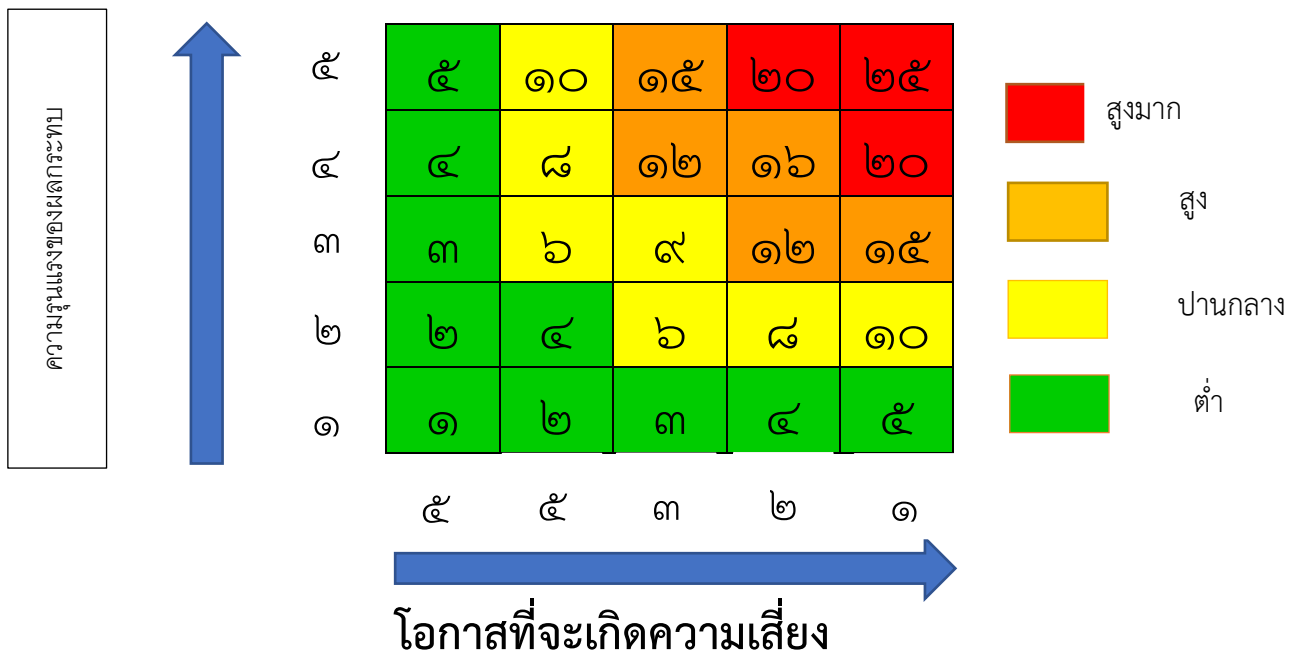 ความรุนแรงของผลกระทบ
๕ ๕ ๑๐ ๑๕ ๒๐ ๒๕
๔ ๔ ๘ ๑๒ ๑๖ ๒๐
๓ ๓ ๖ ๙ ๑๒ ๑๕
๒ ๒ ๔ ๖ ๘ ๑๐
๑ ๑ ๒ ๓ ๔ ๕
๕ ๕ ๓ ๒ ๑
โอกาสที่จะเกิดความเสี่ยง
สูงมาก
สูง
ปานกลาง
ต่ำ